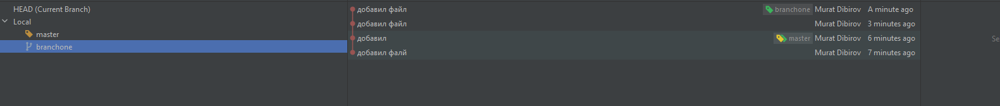 HEAD (Current Branch)
Local
master
branchone
добавил файл branchone Murat Dibirov A minute ago
добавил файл Murat Dibirov 3 minutes ago
добавил master Murat Dibirov 6 minutes ago
добавил фалй Murat Dibirov 7 minutes ago
Se